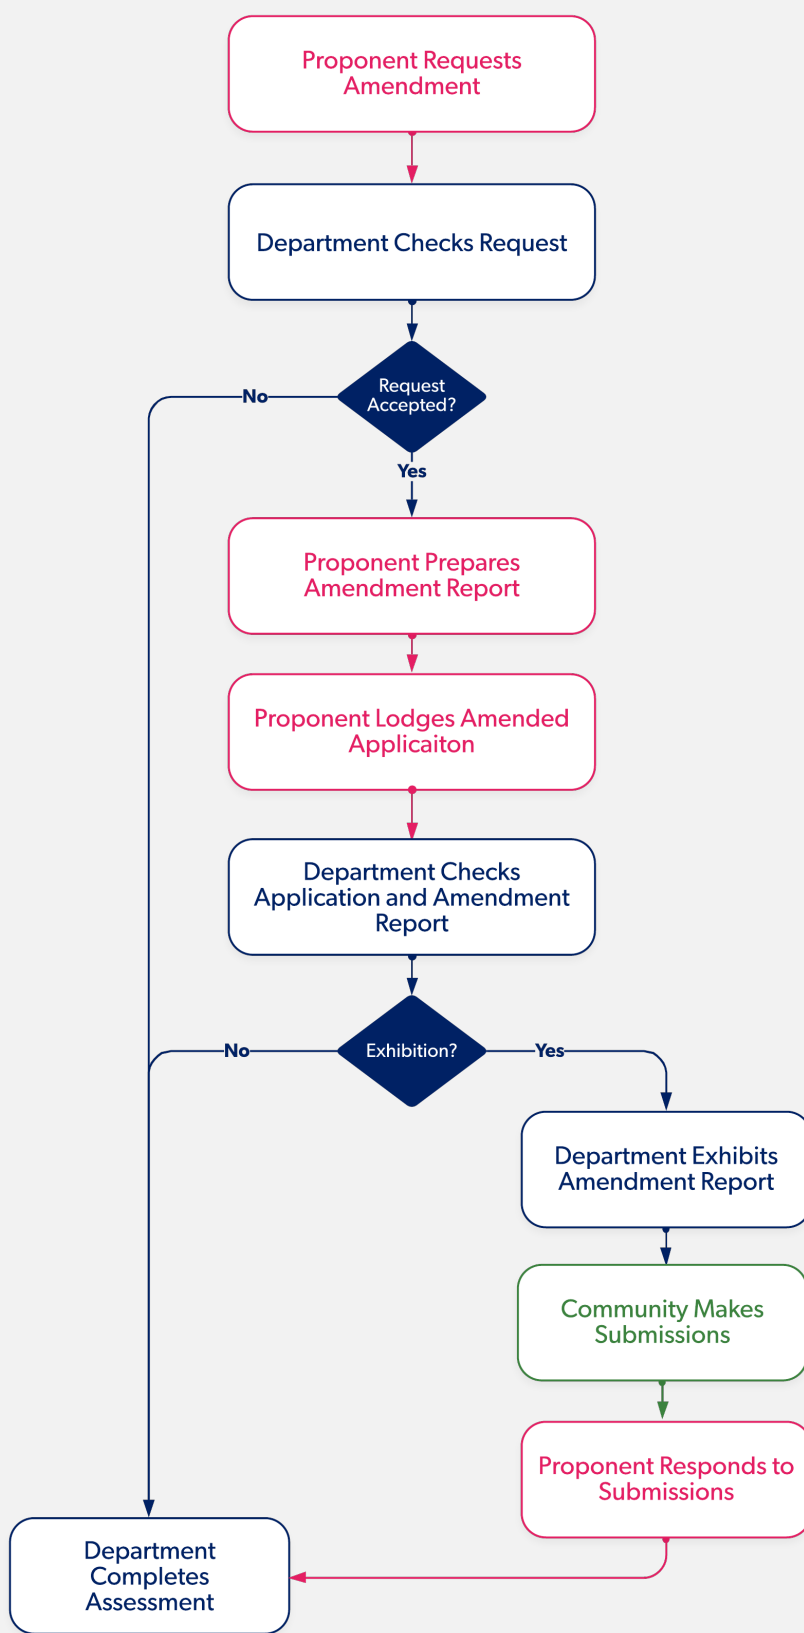 Proponent Requests
Amendment
Department Checks Request
Request
Accepted?
No
Yes
Proponent Prepares
Amendment Report
Proponent Lodges Amended
Applicaiton
Department Checks
Application and Amendment
Report
Exhibition?
No
Yes
Department Exhibits
Amendment Report
Community Makes
Submissions
Proponent Responds to
Submissions
Department
Completes
Assessment